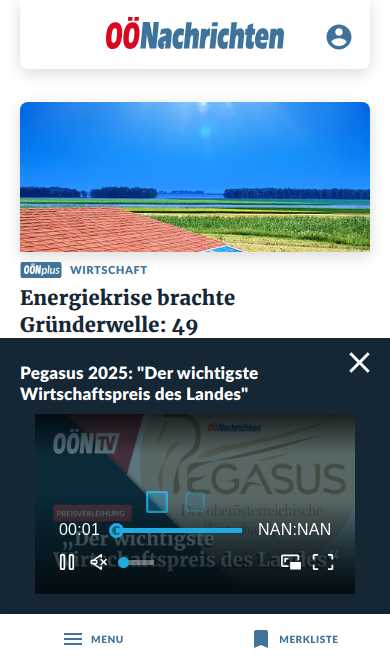 OÖNachrichten
OÖNplus WIRTSCHAFT
Energiekrise brachte
Gründerwelle: 49
Pegasus 2025: "Der wichtigste
Wirtschaftspreis des Landes"
OÖN TV
OÖNachrichten
PEGASUS
PREISVERLEIHUNG
Der oberösterreichische
00:01
NAN:NAN
„Der wichtigste
Wirtschaftspreis des Landes“
MENU
MERKLISTE